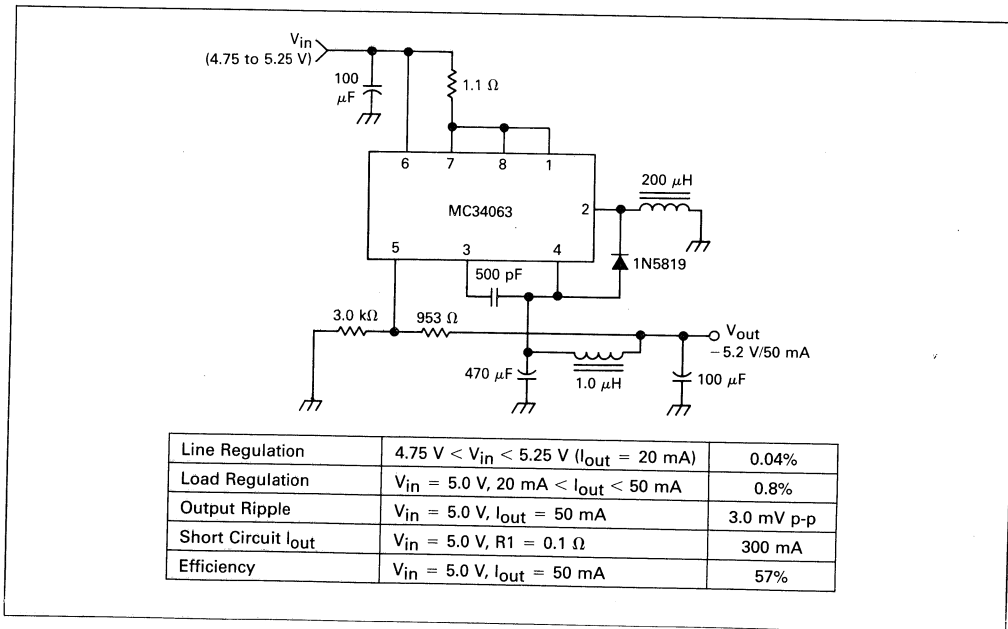 Vin
(4.75 to 5.25 V)
100
μF
1.1 Ω
6 7 8 1
200 μH
MC34063
2
5 3 4
1N5819
500 pF
3.0 kΩ 953 Ω
Vout
–5.2 V/50 mA
470 μF
1.0 μH
100 μF
Line Regulation 4.75 V < Vin < 5.25 V (Iout = 20 mA) 0.04%
Load Regulation Vin = 5.0 V, 20 mA < Iout < 50 mA 0.8%
Output Ripple Vin = 5.0 V, Iout = 50 mA 3.0 mV p-p
Short Circuit Iout Vin = 5.0 V, R1 = 0.1 Ω 300 mA
Efficiency Vin = 5.0 V, Iout = 50 mA 57%